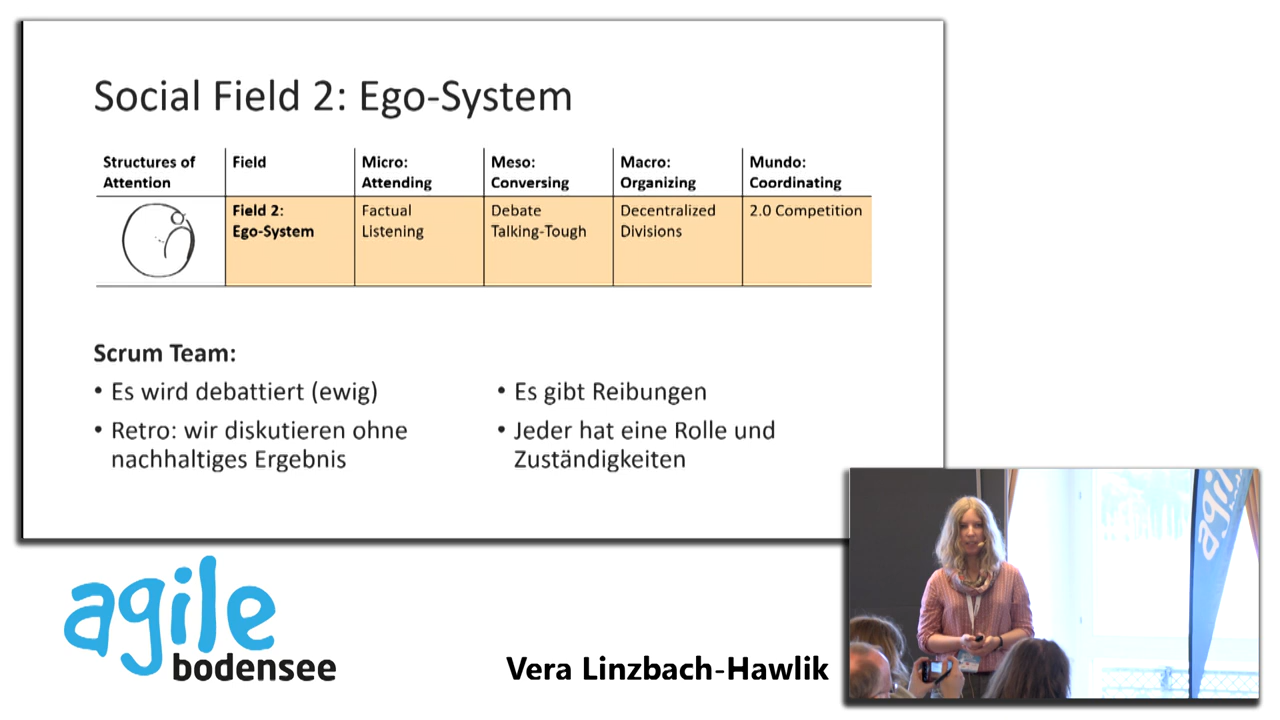 Social Field 2: Ego-System
Structures of Attention
Field
Micro: Attending
Meso: Conversing
Macro: Organizing
Mundo: Coordinating
Field 2: Ego-System
Factual Listening
Debate Talking-Tough
Decentralized Divisions
2.0 Competition
Scrum Team:
• Es wird debattiert (ewig)
• Retro: wir diskutieren ohne
nachhaltiges Ergebnis
• Es gibt Reibungen
• Jeder hat eine Rolle und
Zuständigkeiten
agile
bodensee
Vera Linzbach-Hawlik
agile